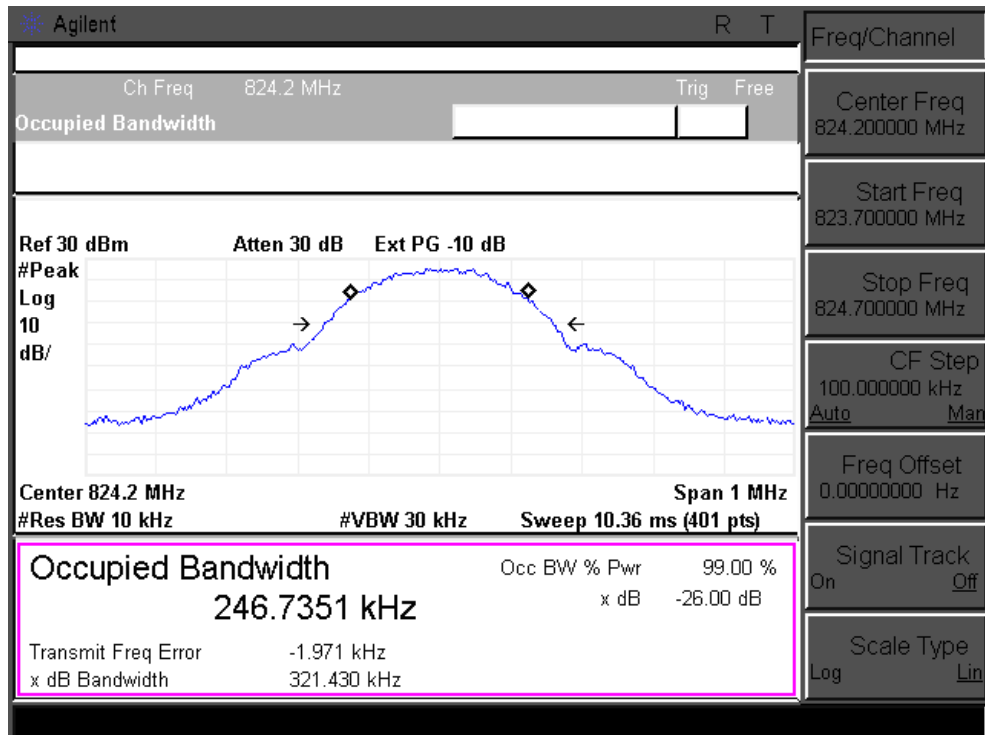 Agilent R T
Ch Freq 824.2 MHz Trig Free
Occupied Bandwidth
Ref 30 dBm Atten 30 dB Ext PG -10 dB
#Peak
Log
10
dB/
Center 824.2 MHz Span 1 MHz
#Res BW 10 kHz #VBW 30 kHz Sweep 10.36 ms (401 pts)
Occupied Bandwidth
246.7351 kHz
Occ BW % Pwr 99.00 %
x dB -26.00 dB
Transmit Freq Error -1.971 kHz
x dB Bandwidth 321.430 kHz
Freq/Channel
Center Freq
824.200000 MHz
Start Freq
823.700000 MHz
Stop Freq
824.700000 MHz
CF Step
100.000000 kHz
Auto Man
Freq Offset
0.00000000 Hz
Signal Track
On Off
Scale Type
Log Lin